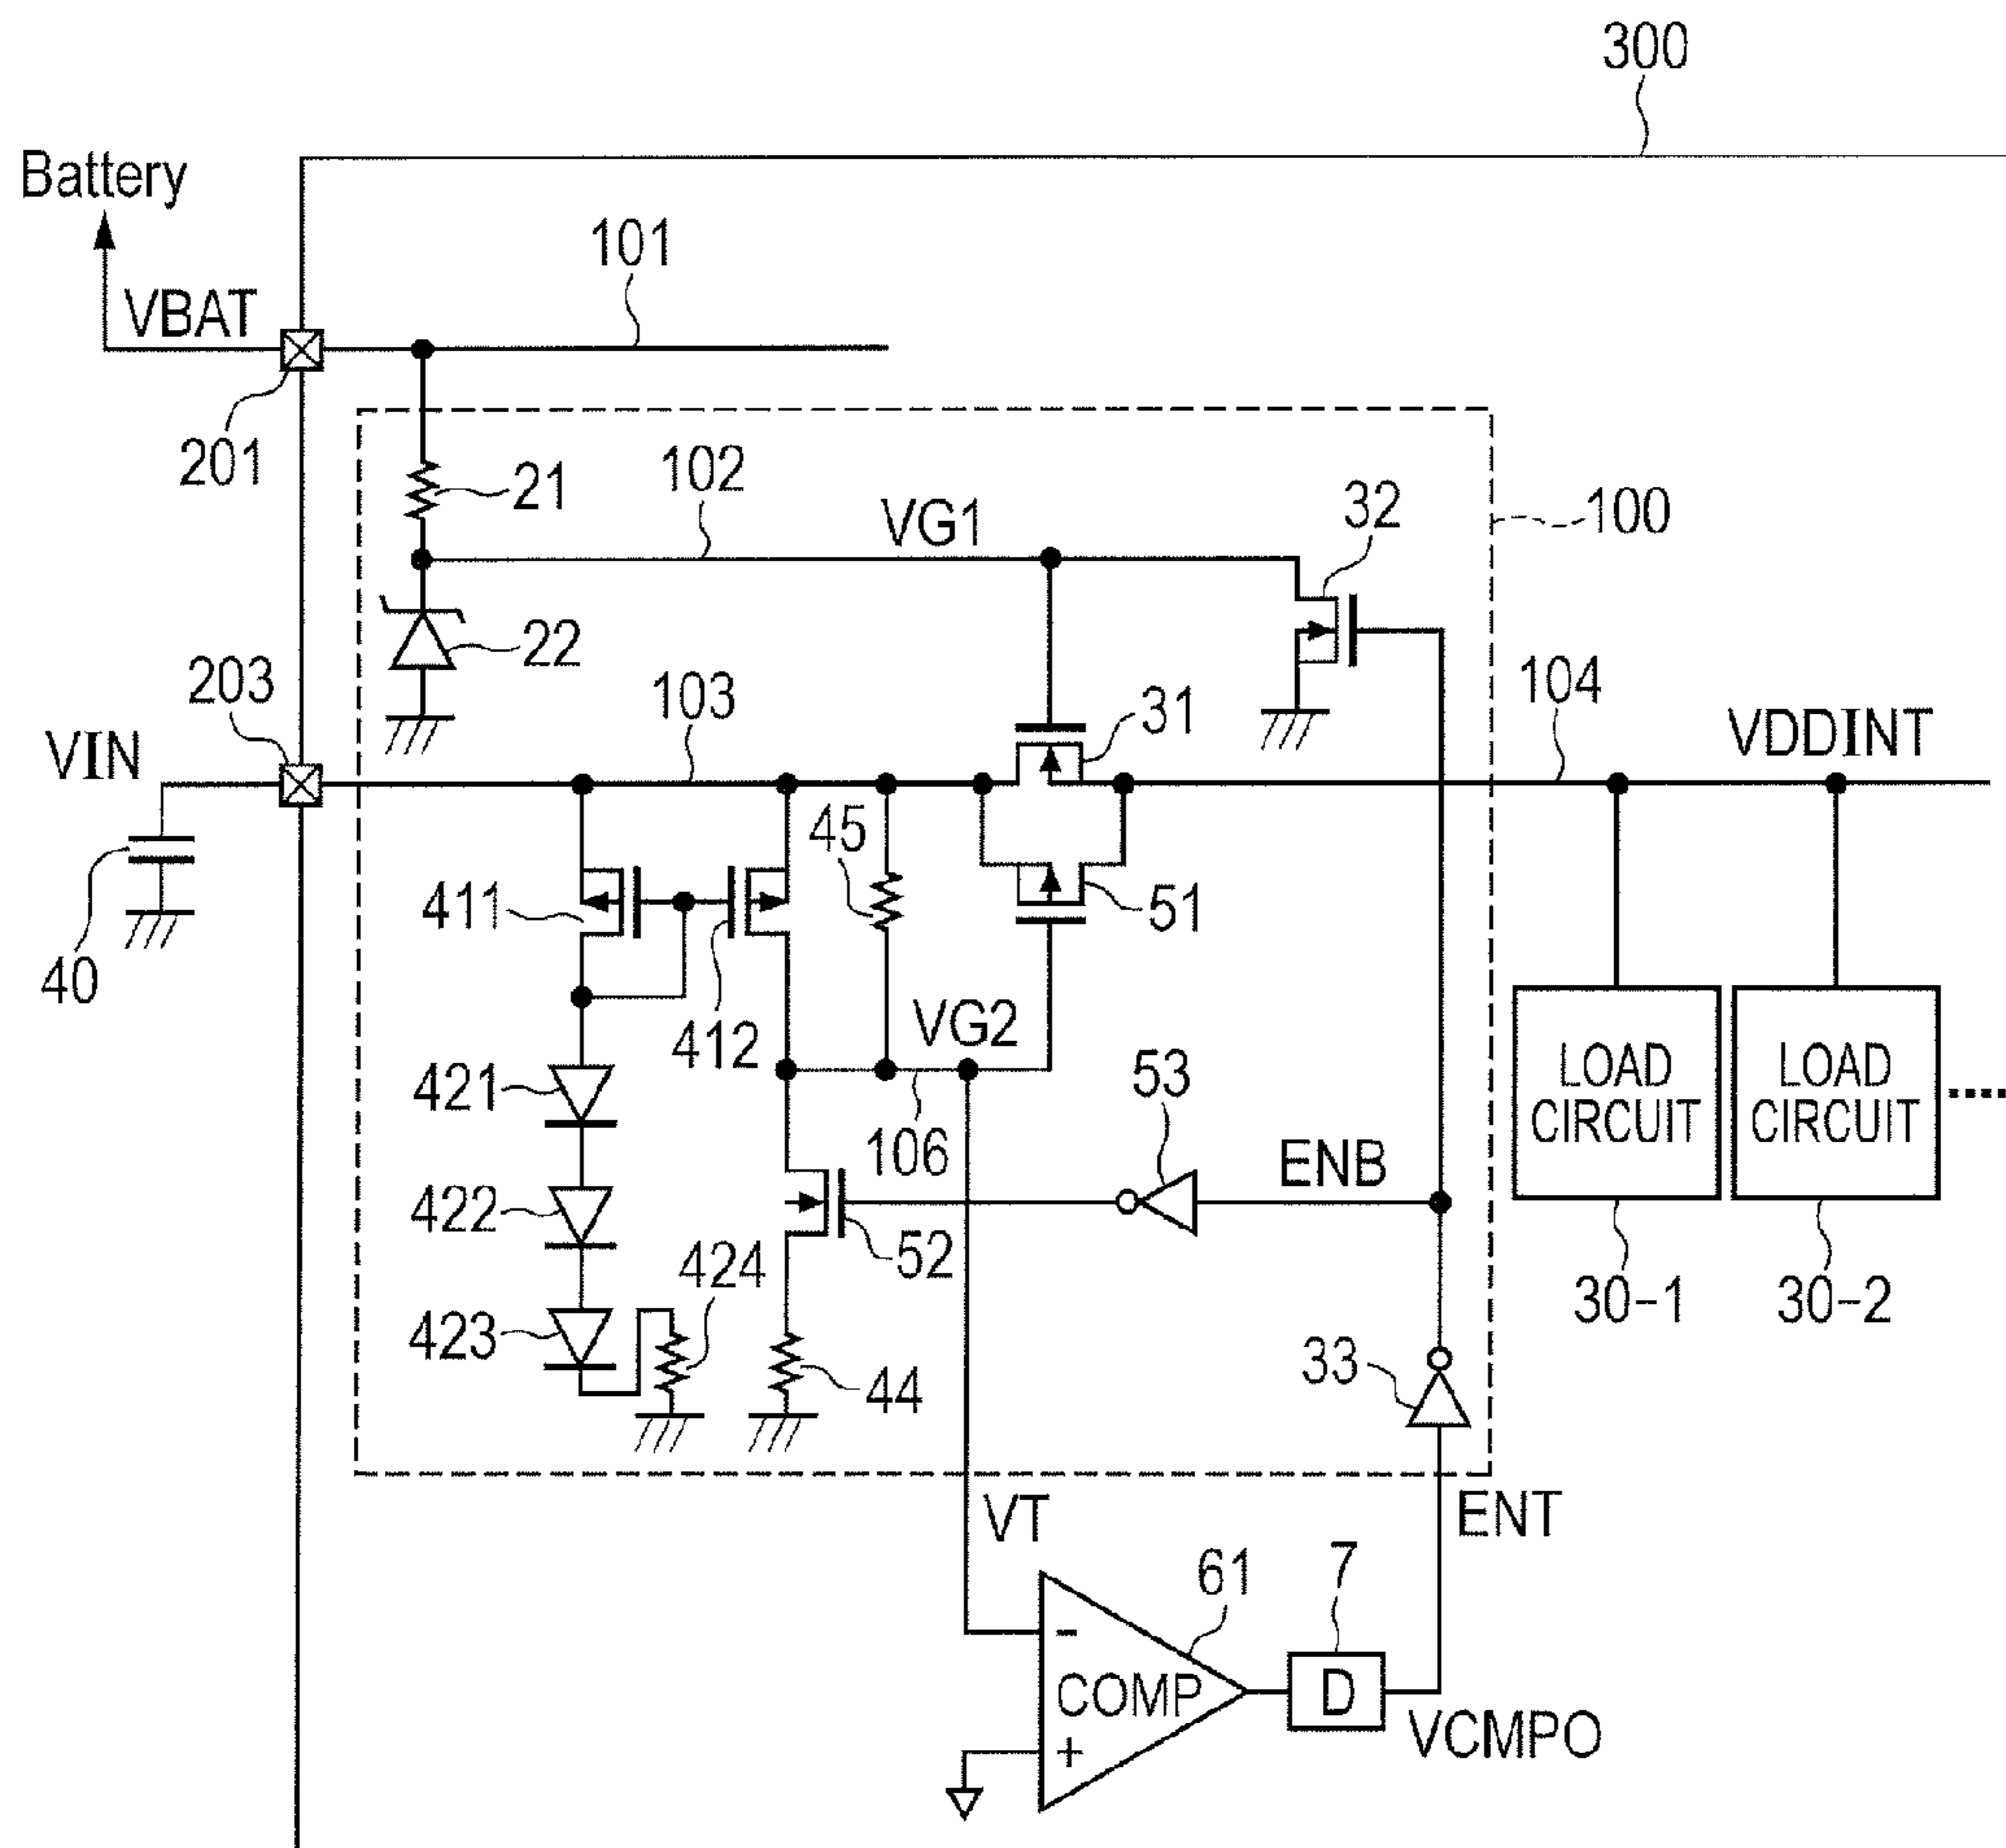 300
Battery
101
VBAT
201
21
102
VG1
32
100
22
203
103
31
104
VIN
VDDINT
45
411
51
40
412
VG2
421
53
LOAD
CIRCUIT
LOAD
CIRCUIT
106
ENB
422
52
424
30-1
30-2
423
44
33
VT
ENT
61
7
-
COMP
D
+
VCMPO